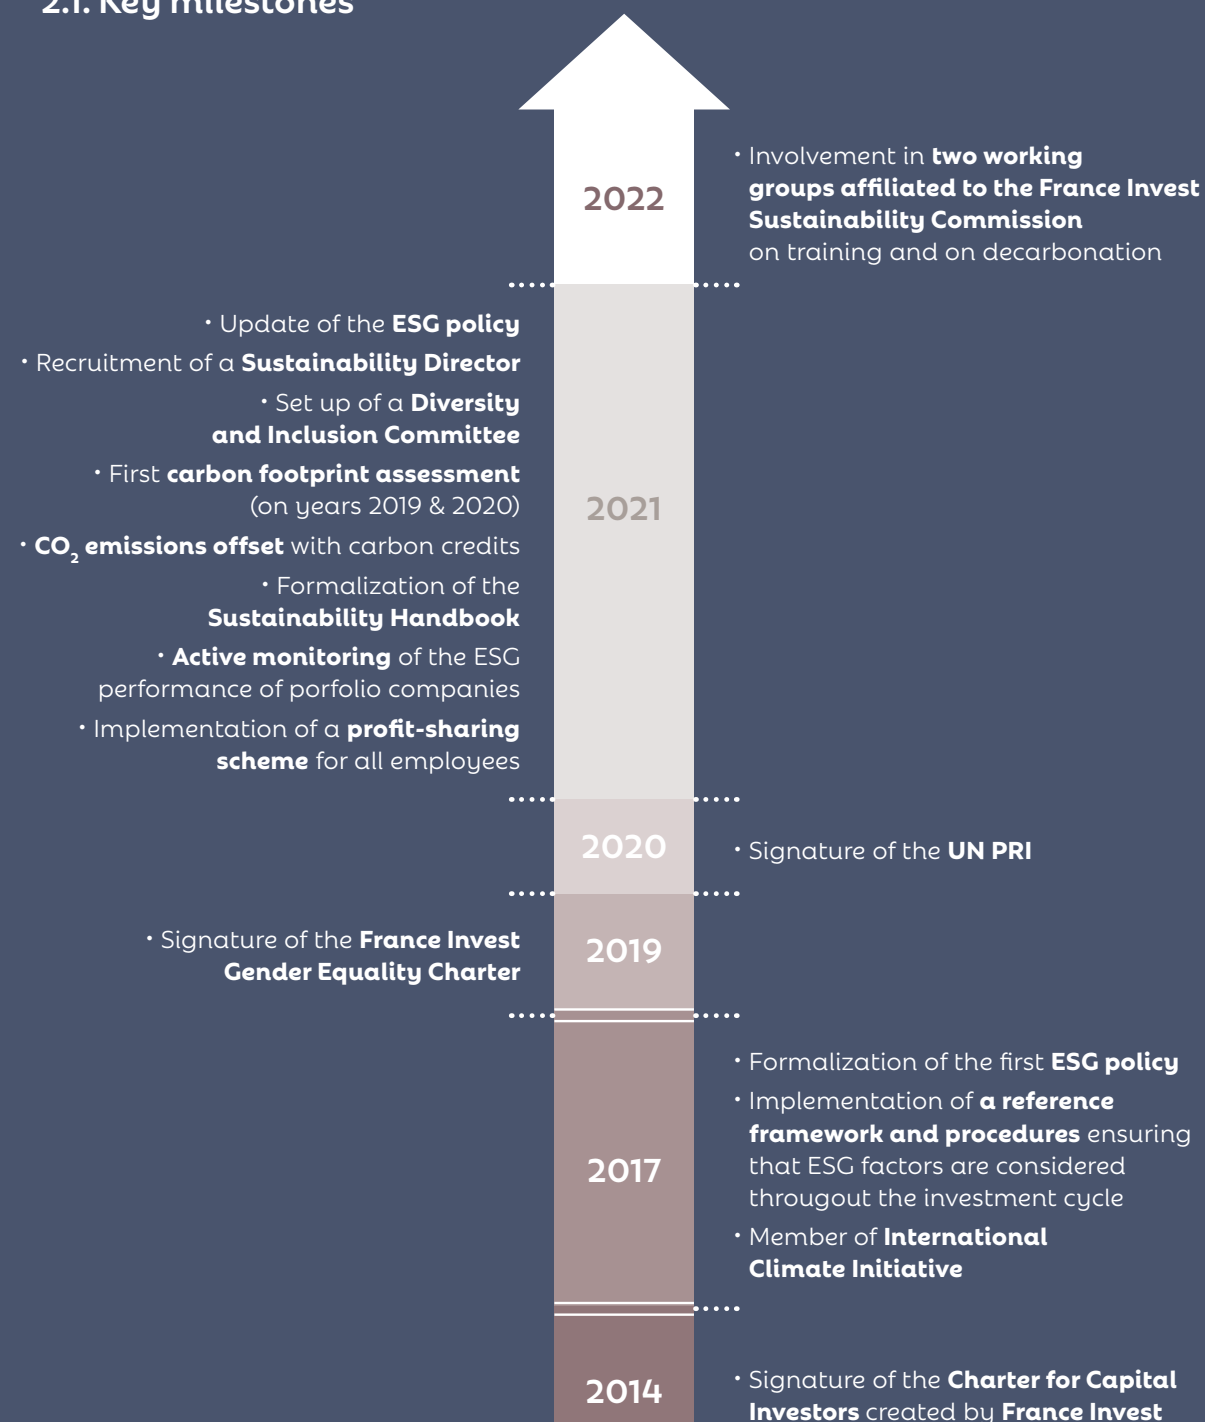 2.1. Key milestones
2022
· Involvement in two working
groups affiliated to the France Invest
Sustainability Commission
on training and on decarbonation
· Update of the ESG policy
· Recruitment of a Sustainability Director
· Set up of a Diversity
and Inclusion Committee
· First carbon footprint assessment
(on years 2019 & 2020)
· CO₂ emissions offset with carbon credits
· Formalization of the
Sustainability Handbook
· Active monitoring of the ESG
performance of porfolio companies
· Implementation of a profit-sharing
scheme for all employees
2021
2020
· Signature of the UN PRI
· Signature of the France Invest
Gender Equality Charter
2019
2017
· Formalization of the first ESG policy
· Implementation of a reference
framework and procedures ensuring
that ESG factors are considered
througout the investment cycle
· Member of International
Climate Initiative
2014
· Signature of the Charter for Capital
Investors created by France Invest